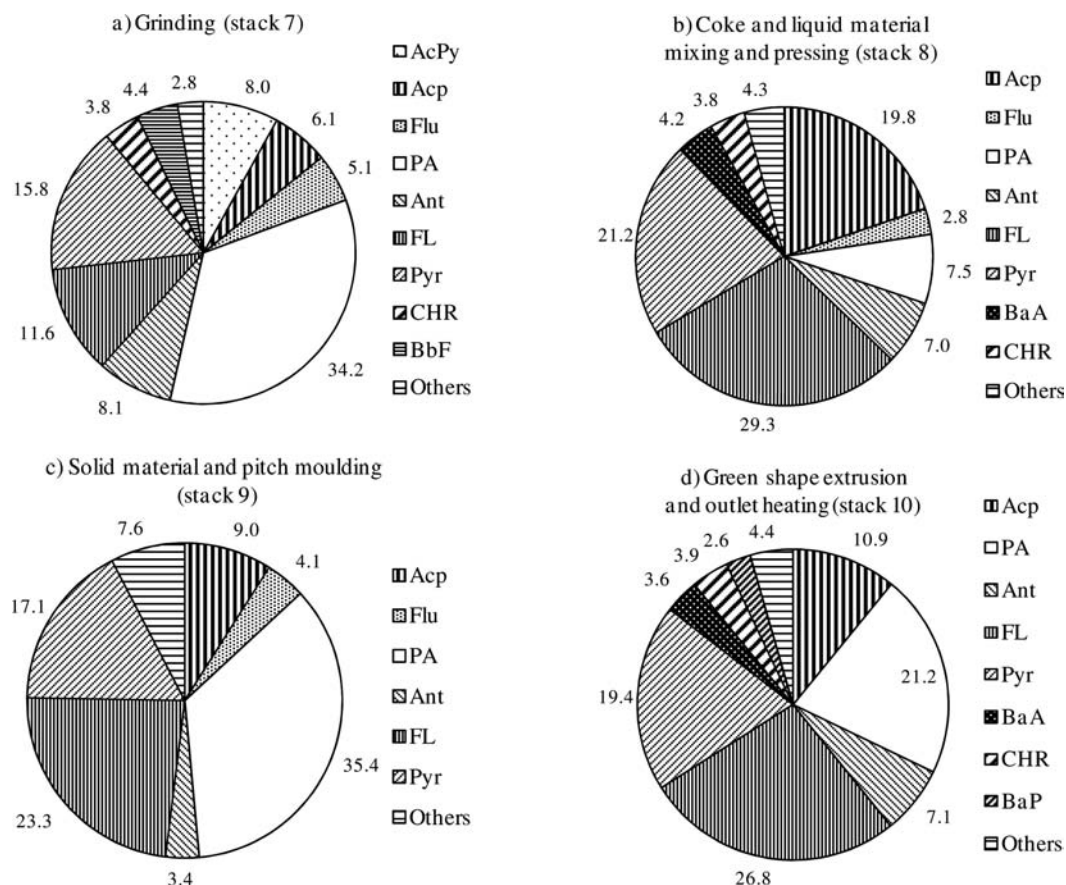 a) Grinding (stack 7)
2.8
4.4
3.8
8.0
6.1
5.1
15.8
11.6
8.1
34.2
AcPy
Acp
Flu
PA
Ant
FL
Pyr
CHR
BbF
Others
b) Coke and liquid material
mixing and pressing (stack 8)
4.3
3.8
4.2
19.8
2.8
7.5
7.0
21.2
29.3
Acp
Flu
PA
Ant
FL
Pyr
BaA
CHR
Others
c) Solid material and pitch moulding
(stack 9)
7.6
9.0
4.1
17.1
35.4
23.3
3.4
Acp
Flu
PA
Ant
FL
Pyr
Others
d) Green shape extrusion
and outlet heating (stack 10)
4.4
2.6
3.9
3.6
10.9
21.2
19.4
7.1
26.8
Acp
PA
Ant
FL
Pyr
BaA
CHR
BaP
Others